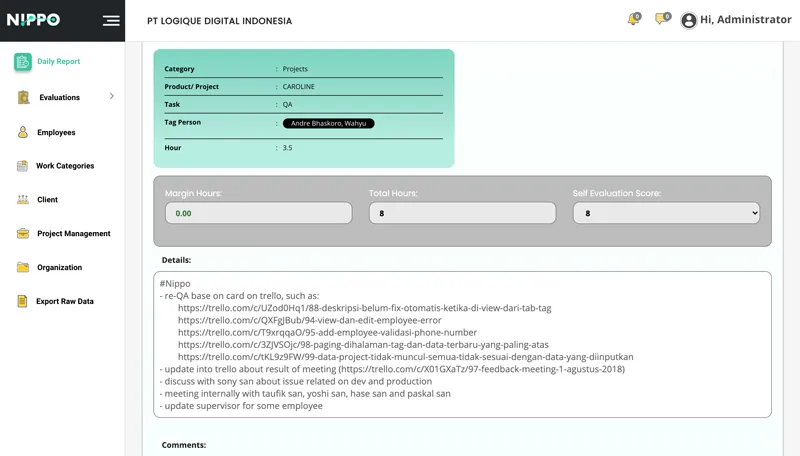 NIPPO
PT LOGIQUE DIGITAL INDONESIA
0
0
Hi, Administrator
Daily Report
Evaluations
Employees
Work Categories
Client
Project Management
Organization
Export Raw Data
Category : Projects
Product/ Project : CAROLINE
Task : QA
Tag Person : Andre Bhaskoro, Wahyu
Hour : 3.5
Margin Hours: Total Hours: Self Evaluation Score:
0.00 8 8
Details:
#Nippo
- re-QA base on card on trello, such as:
https://trello.com/c/UZod0Hq1/88-deskripsi-belum-fix-otomatis-ketika-di-view-dari-tab-tag
https://trello.com/c/QXFgJBub/94-view-dan-edit-employee-error
https://trello.com/c/T9xrqqaO/95-add-employee-validasi-phone-number
https://trello.com/c/3ZJVSOjc/98-paging-dihalaman-tag-dan-data-terbaru-yang-paling-atas
https://trello.com/c/tKL9z9FW/99-data-project-tidak-muncul-semua-tidak-sesuai-dengan-data-yang-diinputkan
- update into trello about result of meeting (https://trello.com/c/X01GXaTz/97-feedback-meeting-1-agustus-2018)
- discuss with sony san about issue related on dev and production
- meeting internally with taufik san, yoshi san, hase san and paskal san
- update supervisor for some employee
Comments: